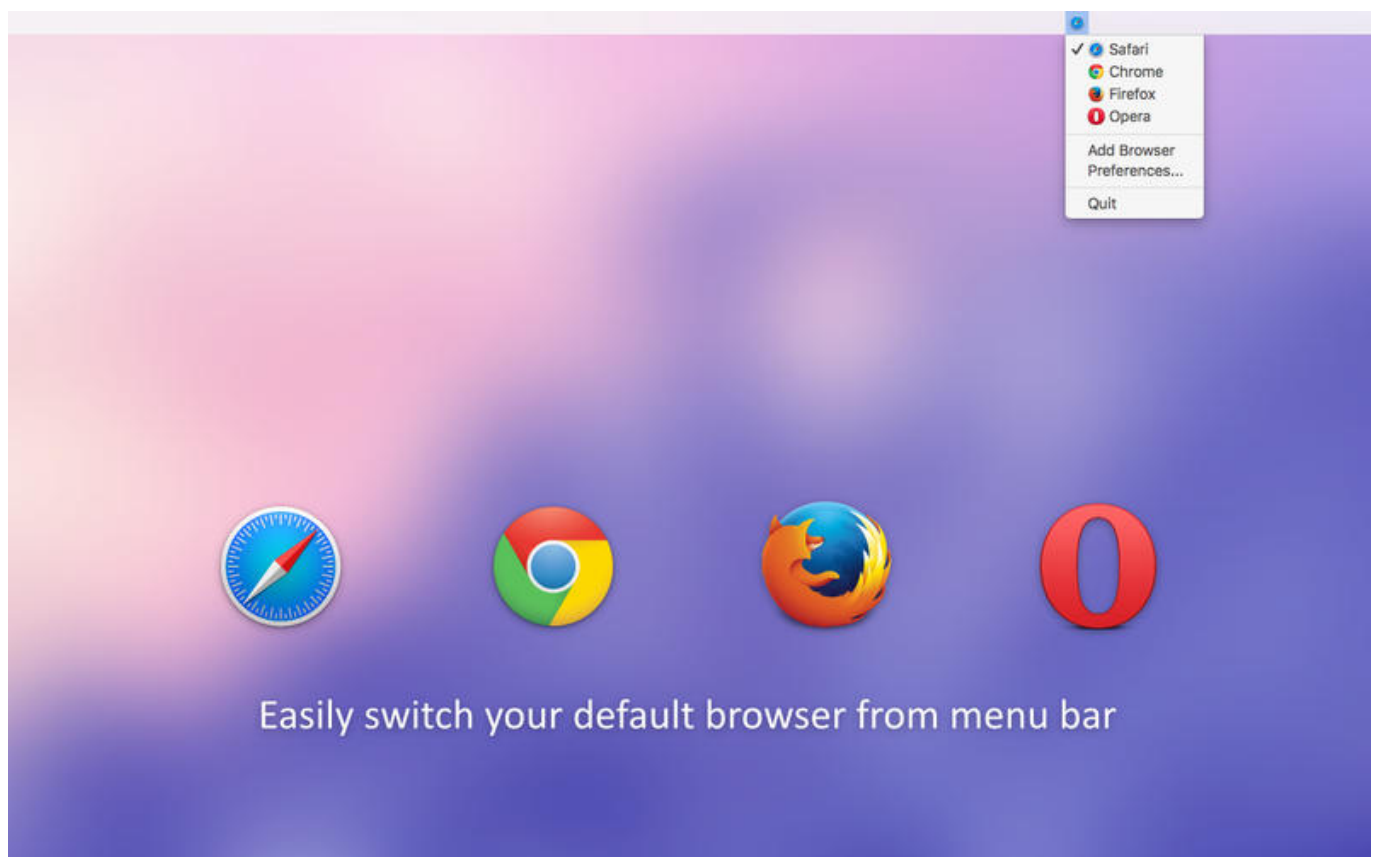 Safari
Chrome
Firefox
Opera
Add Browser
Preferences...
Quit
Easily switch your default browser from menu bar